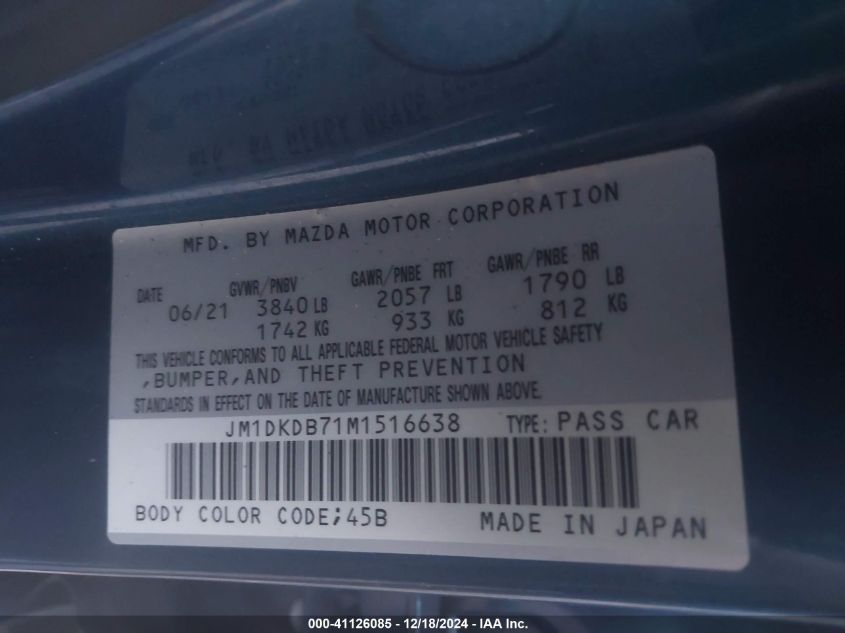 MFD. BY MAZDA MOTOR CORPORATION
DATE GVWR/PNBV GAWR/PNBE FRT GAWR/PNBE RR
06/21 3840 LB 2057 LB 1790 LB
1742 KG 933 KG 812 KG
THIS VEHICLE CONFORMS TO ALL APPLICABLE FEDERAL MOTOR VEHICLE SAFETY
,BUMPER,AND THEFT PREVENTION
STANDARDS IN EFFECT ON THE DATE OF MANUFACTURE SHOWN ABOVE.
JM1DKDB71M1516638 TYPE: PASS CAR
BODY COLOR CODE;45B MADE IN JAPAN
000-41126085 - 12/18/2024 - IAA Inc.